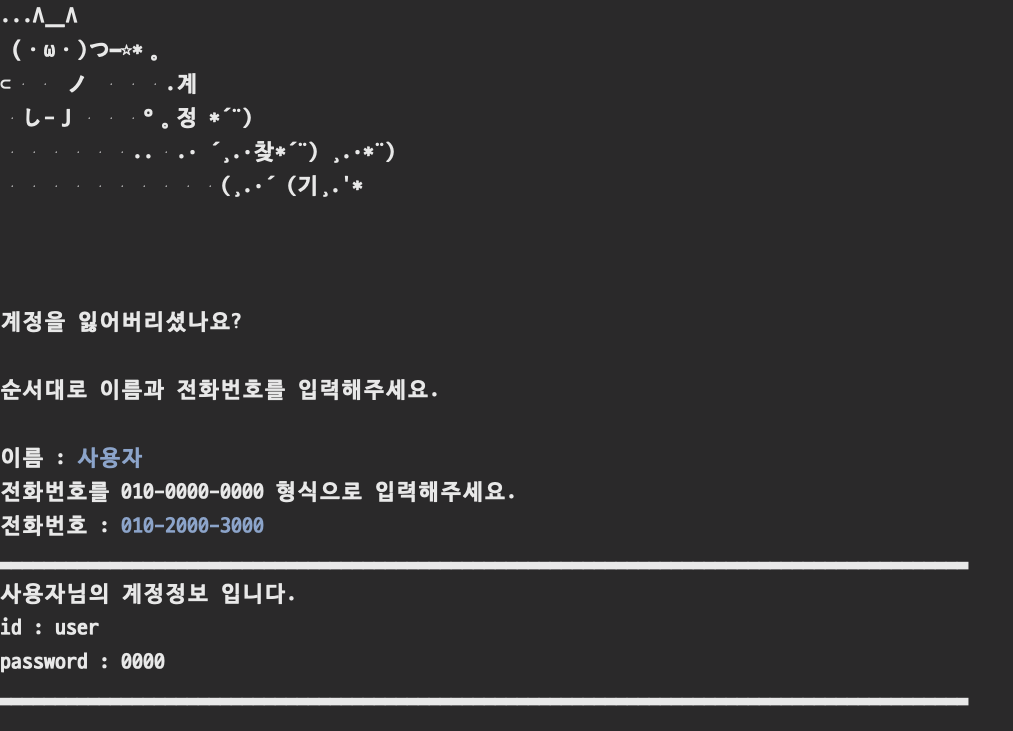 ...Λ＿Λ
(・ω・)つ━☆*。
⊂· · ノ · · ·.계
·し-J · · ·°。정 *´¨)
· · · · · ·.. ·.· ´¸.·찾*´¨) ¸.·*¨)
· · · · · · · · · ·(¸.·´ (기¸.'*
계정을 잃어버리셨나요?
순서대로 이름과 전화번호를 입력해주세요.
이름 : 사용자
전화번호를 010-0000-0000 형식으로 입력해주세요.
전화번호 : 010-2000-3000
사용자님의 계정정보 입니다.
id : user
password : 0000